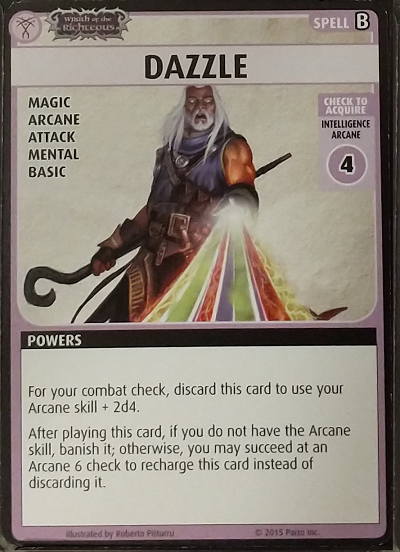 Wrath of the
Righteous
SPELL B
DAZZLE
MAGIC
ARCANE
ATTACK
MENTAL
BASIC
CHECK TO
ACQUIRE
INTELLIGENCE
ARCANE
4
POWERS
For your combat check, discard this card to use your
Arcane skill + 2d4.
After playing this card, if you do not have the Arcane
skill, banish it; otherwise, you may succeed at an
Arcane 6 check to recharge this card instead of
discarding it.
Illustrated by Roberto Pitturru
© 2015 Paizo Inc.